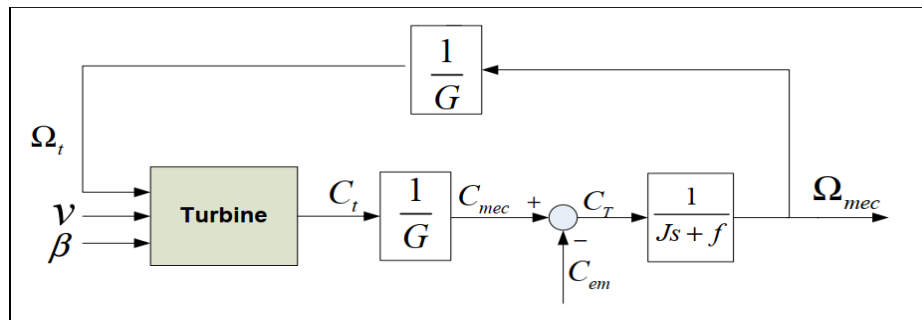 1
G
Ω_t
ν
β
Turbine
C_t
1
G
C_mec
+
−
C_T
C_em
1
Js + f
Ω_mec